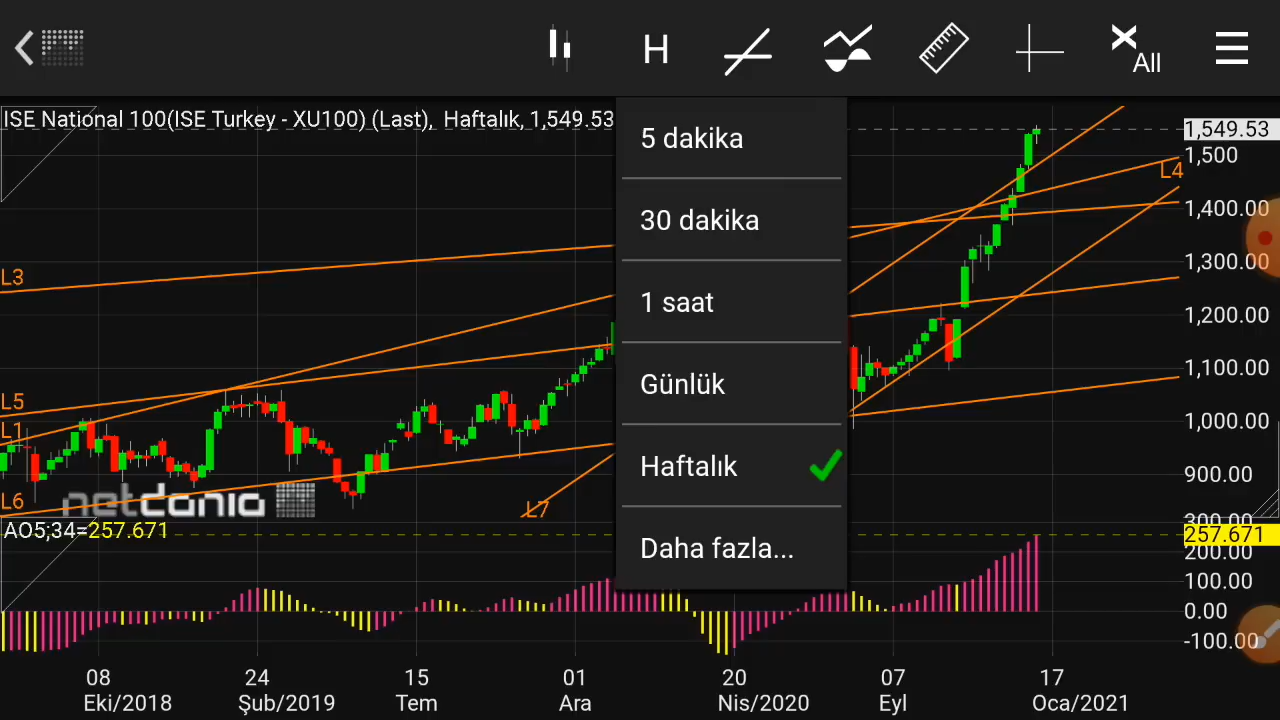 H
All
ISE National 100(ISE Turkey - XU100) (Last), Haftalık, 1,549.53
5 dakika
30 dakika
1 saat
Günlük
Haftalık
Daha fazla...
L3
L5
L1
L6
L7
L4
netdania
1,549.53
1,500
1,400.00
1,300.00
1,200.00
1,100.00
1,000.00
900.00
800.00
AO5;34=257.671
257.671
200.00
100.00
0.00
-100.00
08 24 15 01 20 07 17
Eki/2018 Şub/2019 Tem Ara Nis/2020 Eyl Oca/2021